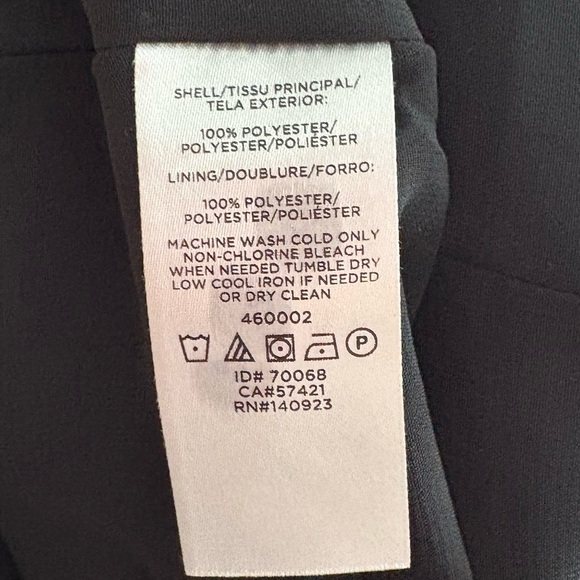 SHELL/TISSU PRINCIPAL/
TELA EXTERIOR:
100% POLYESTER/
POLYESTER/POLIÉSTER
LINING/DOUBLURE/FORRO:
100% POLYESTER/
POLYESTER/POLIÉSTER
MACHINE WASH COLD ONLY
NON-CHLORINE BLEACH
WHEN NEEDED TUMBLE DRY
LOW COOL IRON IF NEEDED
OR DRY CLEAN
460002
P
ID# 70068
CA#57421
RN#140923